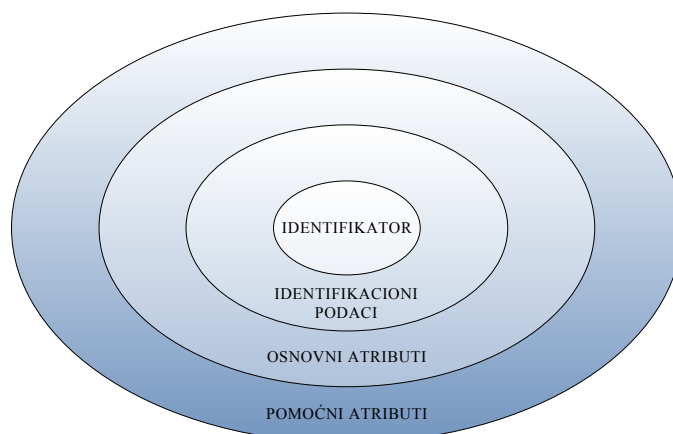 IDENTIFIKATOR
IDENTIFIKACIONI
PODACI
OSNOVNI ATRIBUTI
POMOĆNI ATRIBUTI